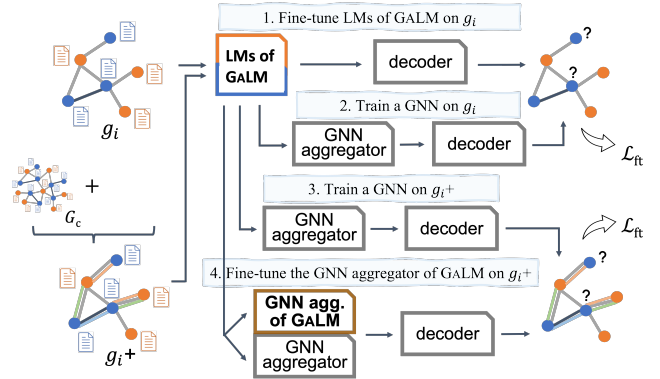 1. Fine-tune LMs of GALM on gᵢ
LMs of
GALM
decoder
?
?
gᵢ
2. Train a GNN on gᵢ
GNN
aggregator
decoder
ℒft
+
Gc
3. Train a GNN on gᵢ+
ℒft
GNN
aggregator
decoder
?
4. Fine-tune the GNN aggregator of GALM on gᵢ+
?
GNN agg.
of GALM
decoder
GNN
aggregator
gᵢ+